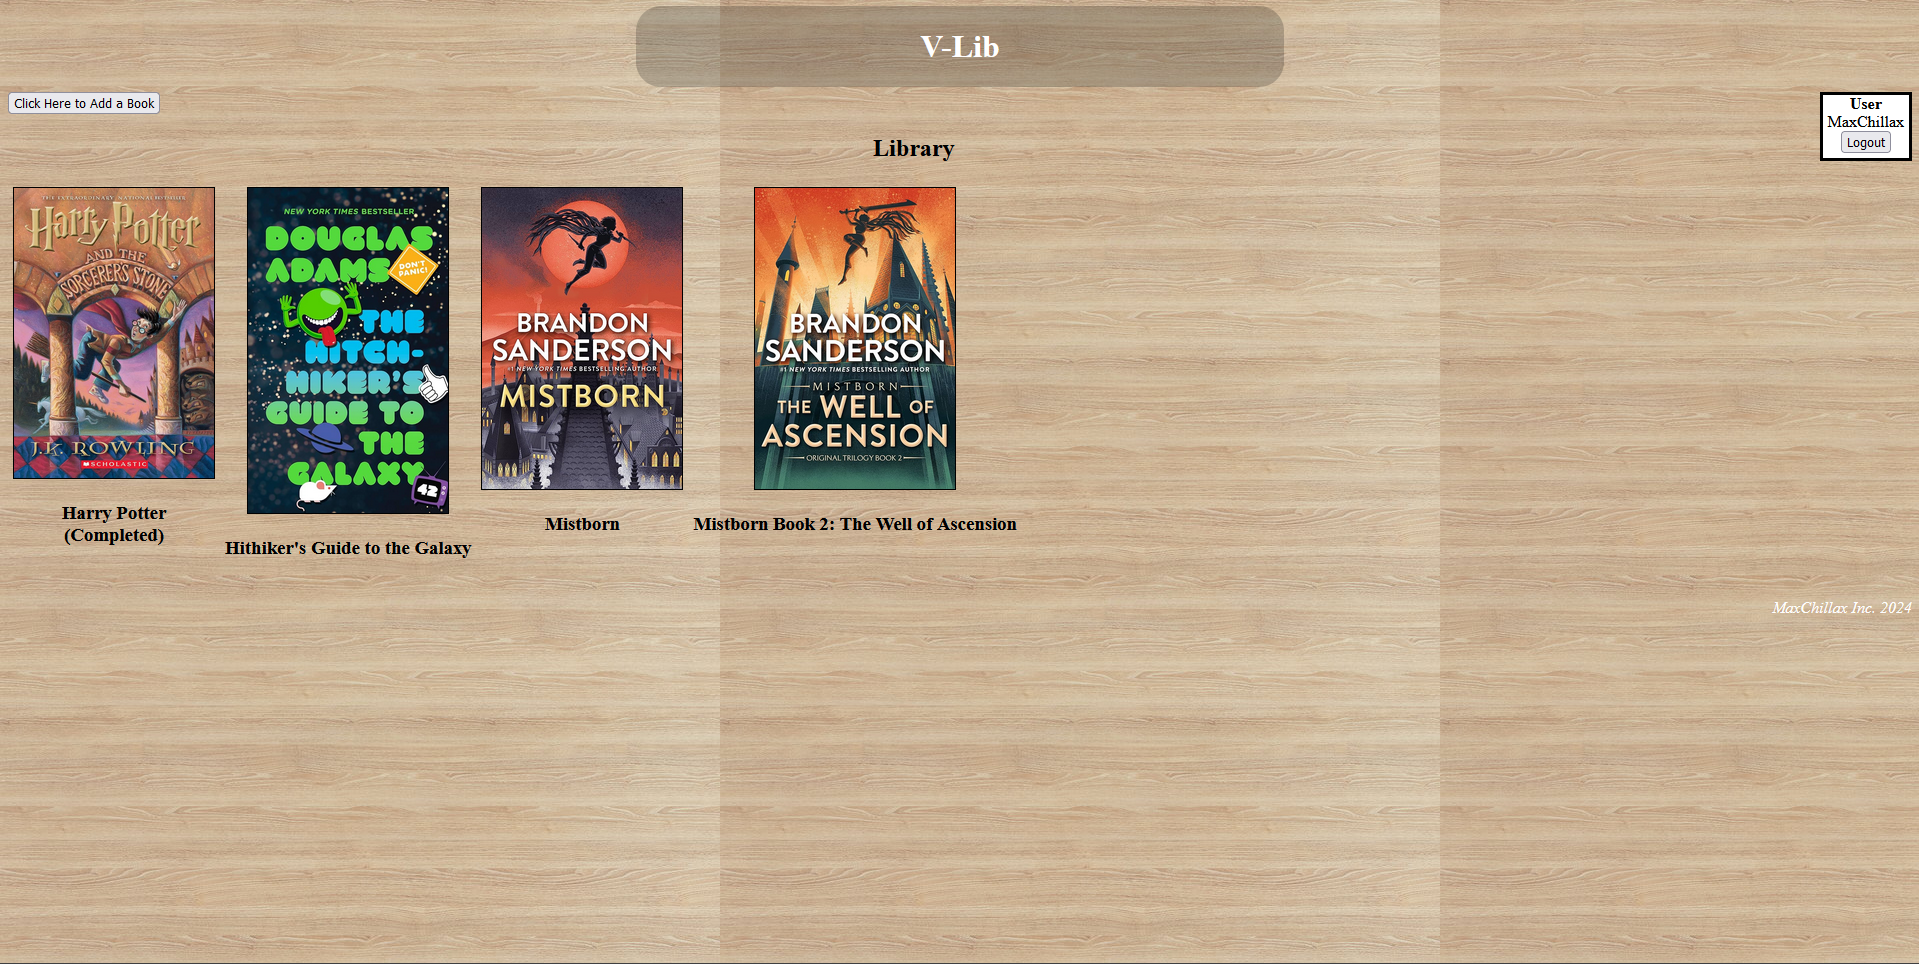 V-Lib
Click Here to Add a Book
User
MaxChillax
Logout
Library
THE EXTRAORDINARY NATIONAL BESTSELLER
Harry Potter
AND THE
SORCERER'S STONE
J.K. ROWLING
SCHOLASTIC
Harry Potter
(Completed)
NEW YORK TIMES BESTSELLER
DOUGLAS
ADAMS
DON'T
PANIC!
THE
HITCH-
HIKER'S
GUIDE TO
THE
GALAXY
42
Hithiker's Guide to the Galaxy
BRANDON
SANDERSON
#1 NEW YORK TIMES BESTSELLING AUTHOR
MISTBORN
Mistborn
BRANDON
SANDERSON
#1 NEW YORK TIMES BESTSELLING AUTHOR
MISTBORN
THE WELL OF
ASCENSION
ORIGINAL TRILOGY BOOK 2
Mistborn Book 2: The Well of Ascension
MaxChillax Inc. 2024